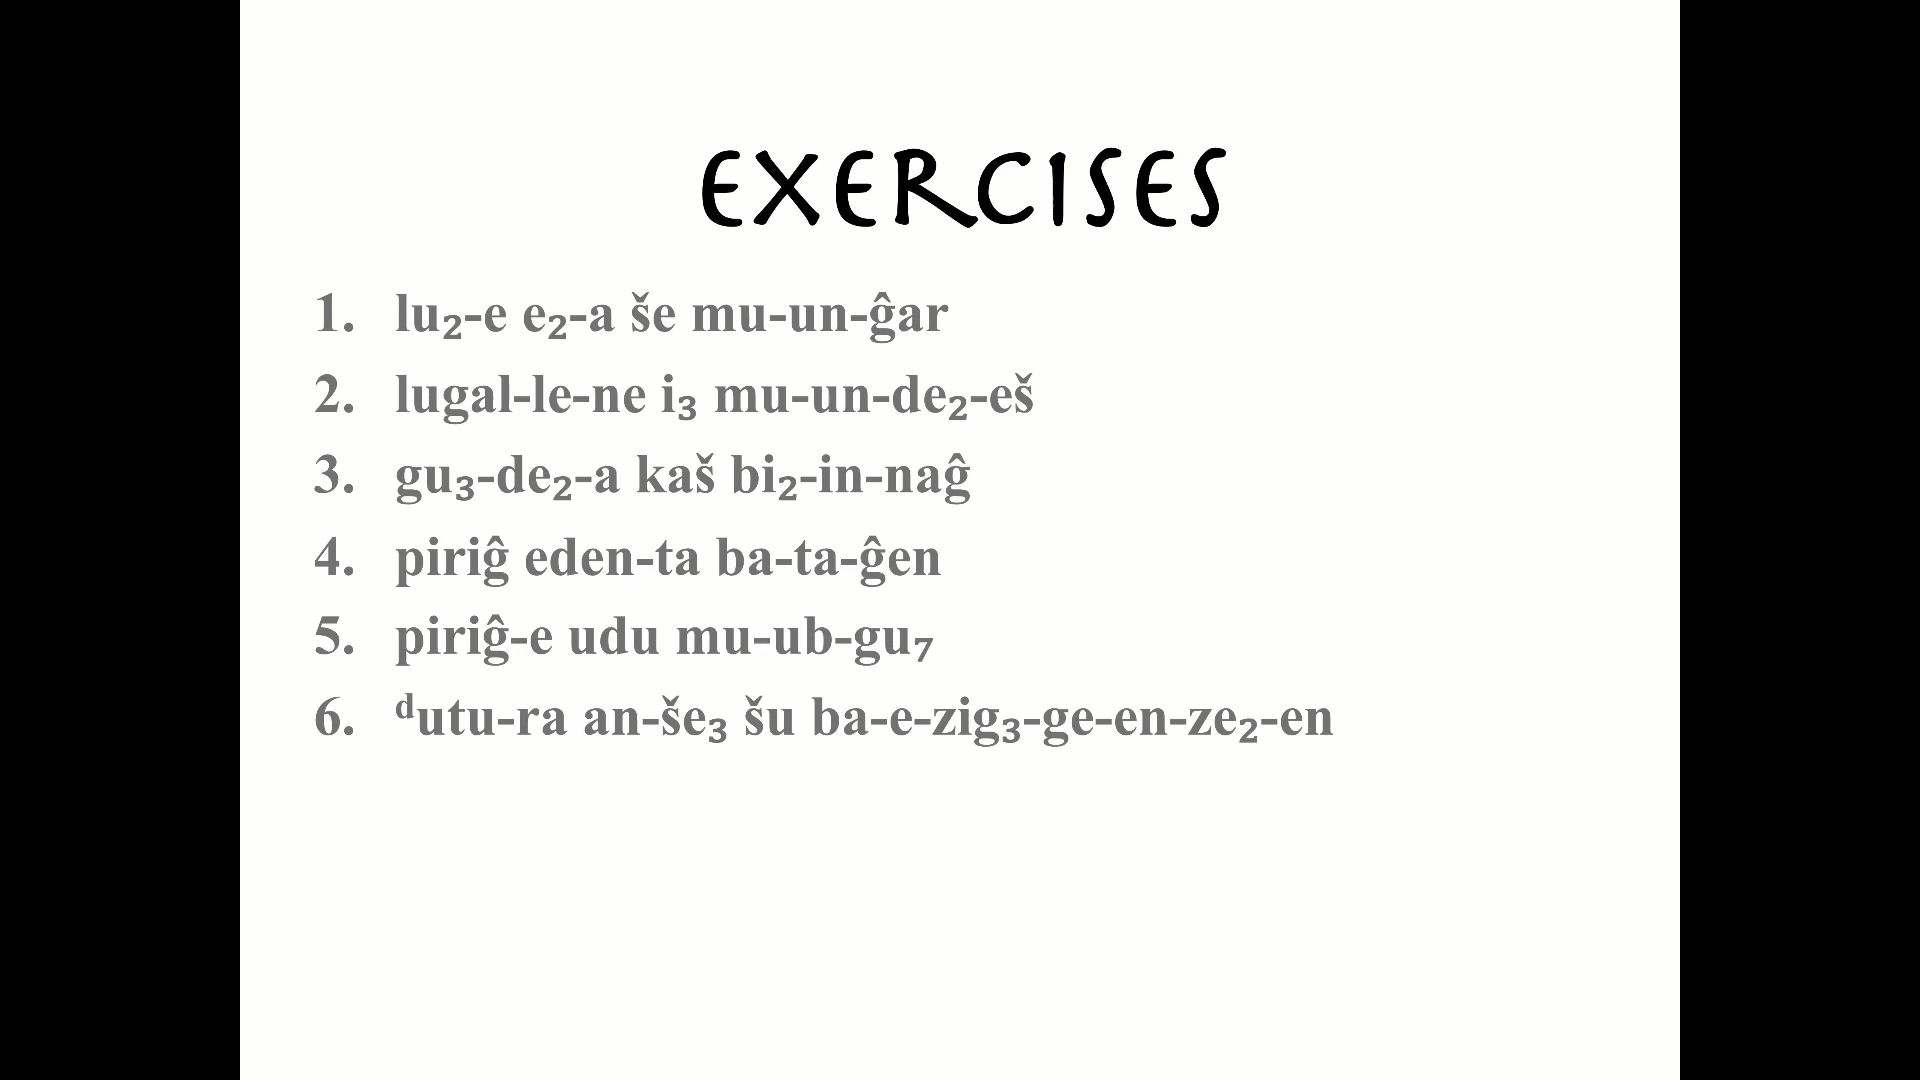 EXERCISES
1. lu₂-e e₂-a še mu-un-ĝar
2. lugal-le-ne i₃ mu-un-de₂-eš
3. gu₃-de₂-a kaš bi₂-in-naĝ
4. piriĝ eden-ta ba-ta-ĝen
5. piriĝ-e udu mu-ub-gu₇
6. ᵈutu-ra an-še₃ šu ba-e-zig₃-ge-en-ze₂-en